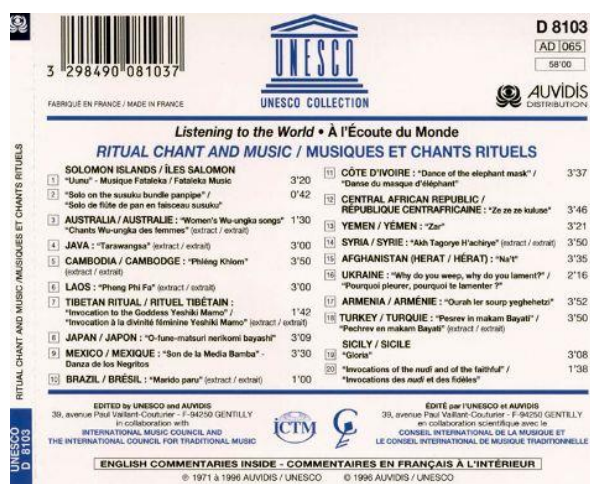 D 8103
AD 065
58'00
3 298490 081037
UNESCO
UNESCO COLLECTION
FABRIQUÉ EN FRANCE / MADE IN FRANCE
AUVIDIS
DISTRIBUTION
Listening to the World • À l'Écoute du Monde
RITUAL CHANT AND MUSIC / MUSIQUES ET CHANTS RITUELS
SOLOMON ISLANDS / ÎLES SALOMON
1 "Uunu" - Musique Fataleka / Fataleka Music 3'20
2 "Solo on the susuku bundle panpipe" / 0'42
"Solo de flûte de pan en faisceau susuku"
3 AUSTRALIA / AUSTRALIE : "Women's Wu-ungka songs" 1'30
"Chants Wu-ungka des femmes" (extract / extrait)
4 JAVA : "Tarawangsa" (extract / extrait) 3'00
5 CAMBODIA / CAMBODGE : "Phléng Khlom" 3'50
(extract / extrait)
6 LAOS : "Pheng Phi Fa" (extract / extrait) 3'00
7 TIBETAN RITUAL / RITUEL TIBÉTAIN :
"Invocation to the Goddess Yeshiki Mamo" / 1'42
"Invocation à la divinité féminine Yeshiki Mamo" (extract / extrait)
8 JAPAN / JAPON : "O-fune-matsuri nerikomi bayashi" 3'09
9 MEXICO / MEXIQUE : "Son de la Media Bamba" - 3'30
Danza de los Negritos
10 BRAZIL / BRÉSIL : "Marido paru" (extract / extrait) 1'00
11 CÔTE D'IVOIRE : "Dance of the elephant mask" / 3'37
"Danse du masque d'éléphant"
12 CENTRAL AFRICAN REPUBLIC /
RÉPUBLIQUE CENTRAFRICAINE : "Ze ze ze kuluse" 3'46
13 YEMEN / YÉMEN : "Zar" 3'21
14 SYRIA / SYRIE : "Akh Tagorye H'achiye" (extract / extrait) 3'50
15 AFGHANISTAN (HERAT / HÉRAT) : "Na't" 3'35
16 UKRAINE : "Why do you weep, why do you lament?" / 2'16
"Pourquoi pleurer, pourquoi te lamenter ?"
17 ARMENIA / ARMÉNIE : "Ourah ler sourp yeghehetzi" 3'52
18 TURKEY / TURQUIE : "Pesrev in makam Bayati" / 3'50
"Pechrev en makam Bayati" (extract / extrait)
SICILY / SICILE
19 "Gloria" 3'08
20 "Invocations of the nudi and of the faithful" / 1'38
"Invocations des nudi et des fidèles"
EDITED by UNESCO and AUVIDIS
39, avenue Paul Vaillant-Couturier - F-94250 GENTILLY
in collaboration with
INTERNATIONAL MUSIC COUNCIL AND
THE INTERNATIONAL COUNCIL FOR TRADITIONAL MUSIC
ICTM
ÉDITÉ par l'UNESCO et AUVIDIS
39, avenue Paul Vaillant-Couturier - F-94250 GENTILLY
en collaboration scientifique avec le
CONSEIL INTERNATIONAL DE LA MUSIQUE ET
LE CONSEIL INTERNATIONAL DE MUSIQUE TRADITIONNELLE
ENGLISH COMMENTARIES INSIDE - COMMENTAIRES EN FRANÇAIS À L'INTÉRIEUR
℗ 1971 à 1996 AUVIDIS / UNESCO © 1996 AUVIDIS / UNESCO
RITUAL CHANT AND MUSIC / MUSIQUES ET CHANTS RITUELS
UNESCO
D 8103